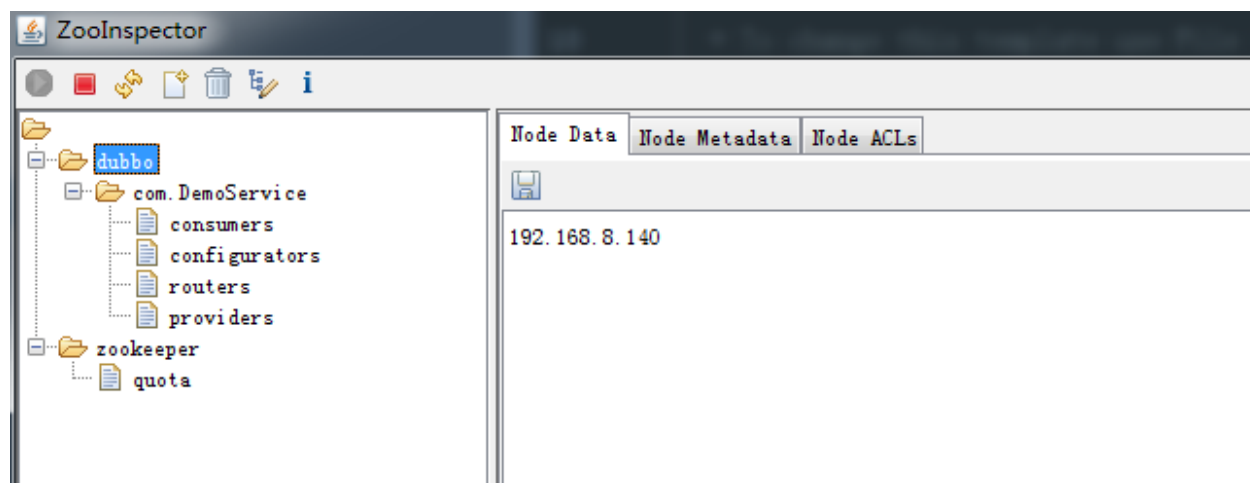 ZooInspector
Node Data Node Metadata Node ACLs
dubbo
com.DemoService
consumers
configurators
routers
providers
zookeeper
quota
192.168.8.140